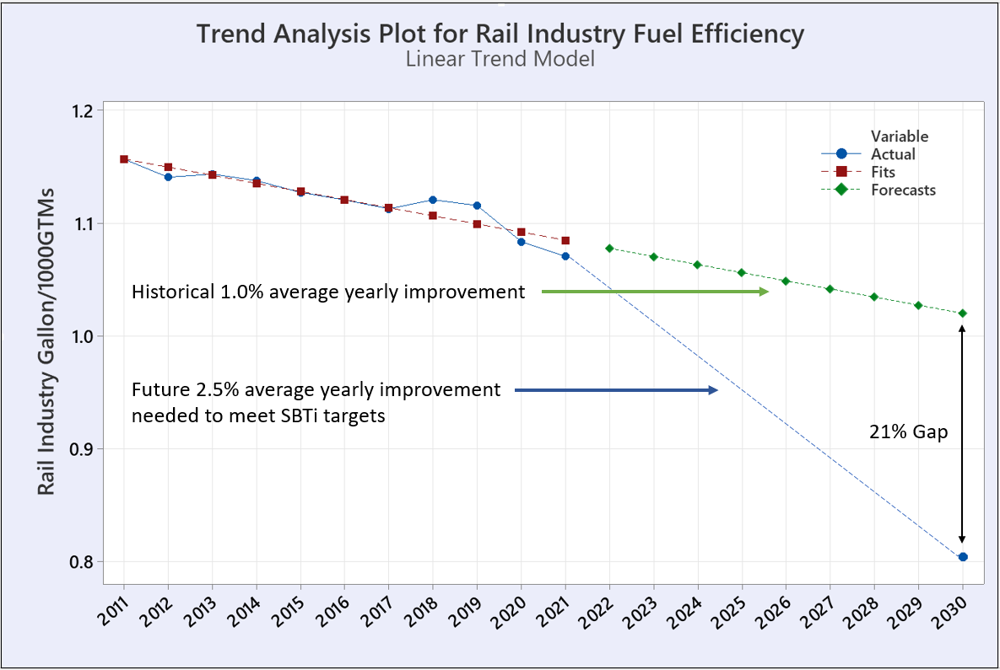 Trend Analysis Plot for Rail Industry Fuel Efficiency
Linear Trend Model
Rail Industry Gallon/1000GTMs
1.2
1.1
1.0
0.9
0.8
Variable
Actual
Fits
Forecasts
Historical 1.0% average yearly improvement
Future 2.5% average yearly improvement
needed to meet SBTi targets
21% Gap
2011
2012
2013
2014
2015
2016
2017
2018
2019
2020
2021
2022
2023
2024
2025
2026
2027
2028
2029
2030